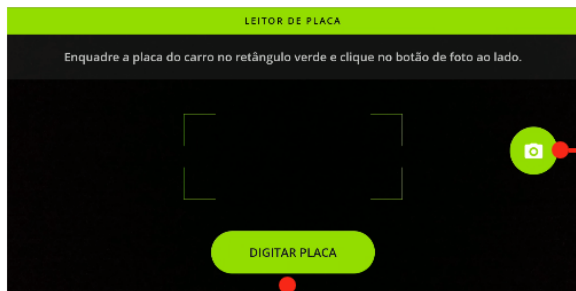 LEITOR DE PLACA
Enquadre a placa do carro no retângulo verde e clique no botão de foto ao lado.
DIGITAR PLACA